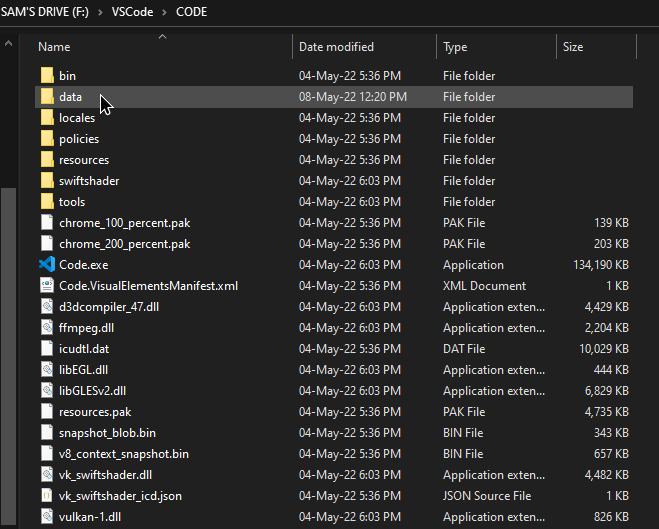 SAM'S DRIVE (F:) > VSCode > CODE
Name Date modified Type Size
bin 04-May-22 5:36 PM File folder
data 08-May-22 12:20 PM File folder
locales 04-May-22 5:36 PM File folder
policies 04-May-22 5:36 PM File folder
resources 04-May-22 5:36 PM File folder
swiftshader 04-May-22 6:03 PM File folder
tools 04-May-22 6:03 PM File folder
chrome_100_percent.pak 04-May-22 5:36 PM PAK File 139 KB
chrome_200_percent.pak 04-May-22 5:36 PM PAK File 203 KB
Code.exe 04-May-22 6:03 PM Application 134,190 KB
Code.VisualElementsManifest.xml 04-May-22 5:36 PM XML Document 1 KB
d3dcompiler_47.dll 04-May-22 6:03 PM Application exten... 4,429 KB
ffmpeg.dll 04-May-22 6:03 PM Application exten... 2,204 KB
icudtl.dat 04-May-22 5:36 PM DAT File 10,029 KB
libEGL.dll 04-May-22 6:03 PM Application exten... 444 KB
libGLESv2.dll 04-May-22 6:03 PM Application exten... 6,829 KB
resources.pak 04-May-22 5:36 PM PAK File 4,735 KB
snapshot_blob.bin 04-May-22 5:36 PM BIN File 343 KB
v8_context_snapshot.bin 04-May-22 5:36 PM BIN File 657 KB
vk_swiftshader.dll 04-May-22 6:03 PM Application exten... 4,482 KB
vk_swiftshader_icd.json 04-May-22 5:36 PM JSON Source File 1 KB
vulkan-1.dll 04-May-22 6:03 PM Application exten... 826 KB